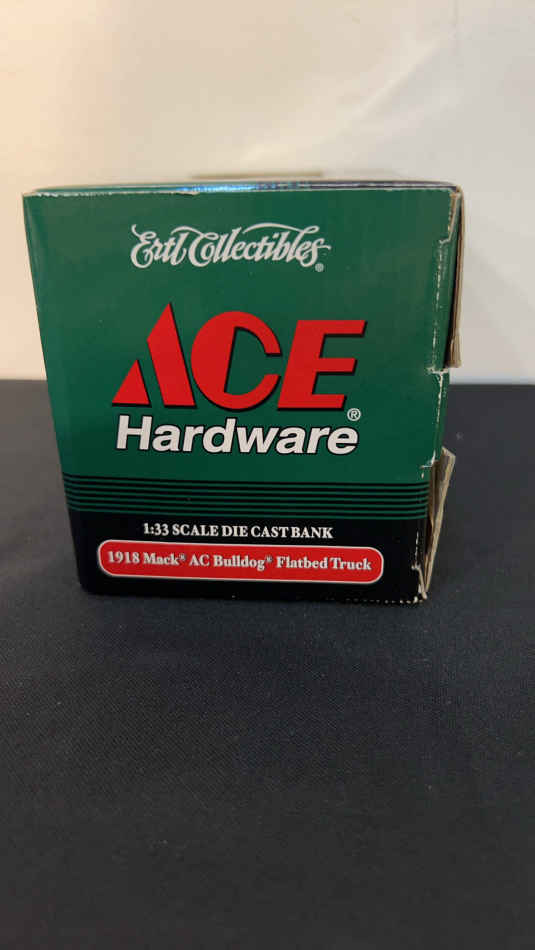 Ertl Collectibles®
ACE
Hardware®
1:33 SCALE DIE CAST BANK
1918 Mack® AC Bulldog® Flatbed Truck